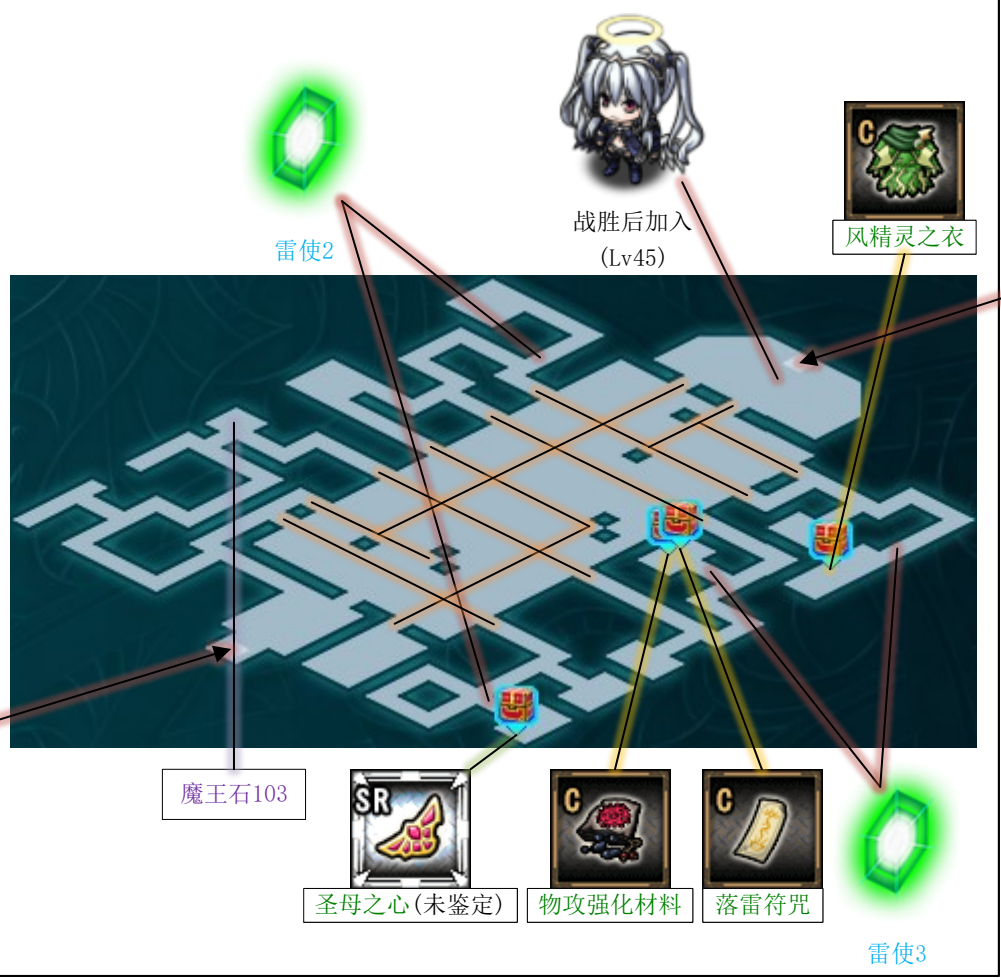 战胜后加入
(Lv45)
C
风精灵之衣
雷使2
魔王石103
SR
圣母之心(未鉴定)
C
物攻强化材料
C
落雷符咒
雷使3